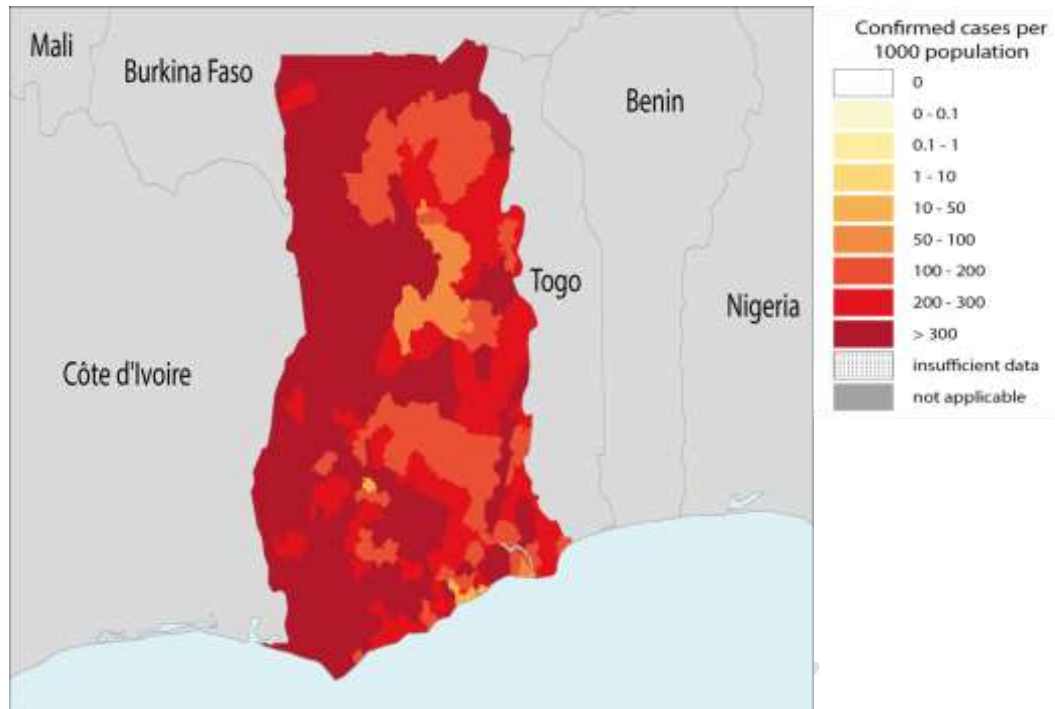 Mali
Burkina Faso
Benin
Togo
Nigeria
Côte d'Ivoire
Confirmed cases per
1000 population
0
0 - 0.1
0.1 - 1
1 - 10
10 - 50
50 - 100
100 - 200
200 - 300
> 300
insufficient data
not applicable